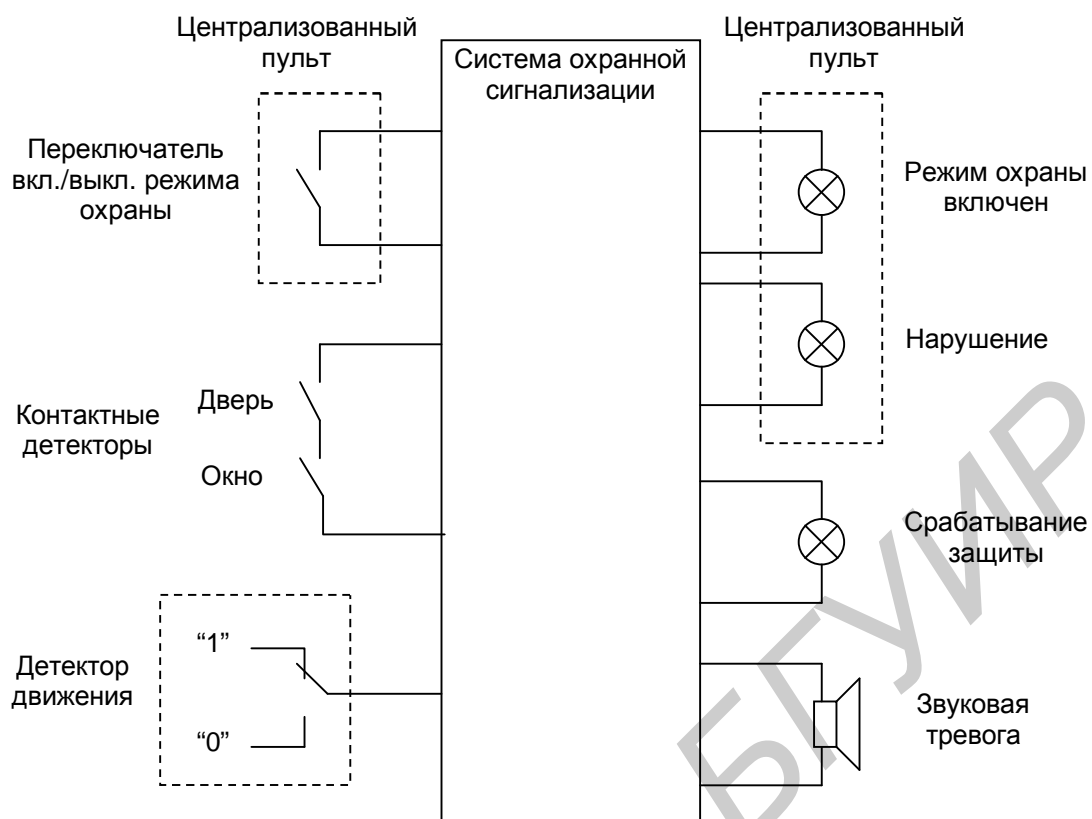 Централизованный
пульт
Система охранной
сигнализации
Централизованный
пульт
Переключатель
вкл./выкл. режима
охраны
Режим охраны
включен
Нарушение
Контактные
детекторы
Дверь
Окно
Срабатывание
защиты
Детектор
движения
“1”
“0”
Звуковая
тревога
БГУИР